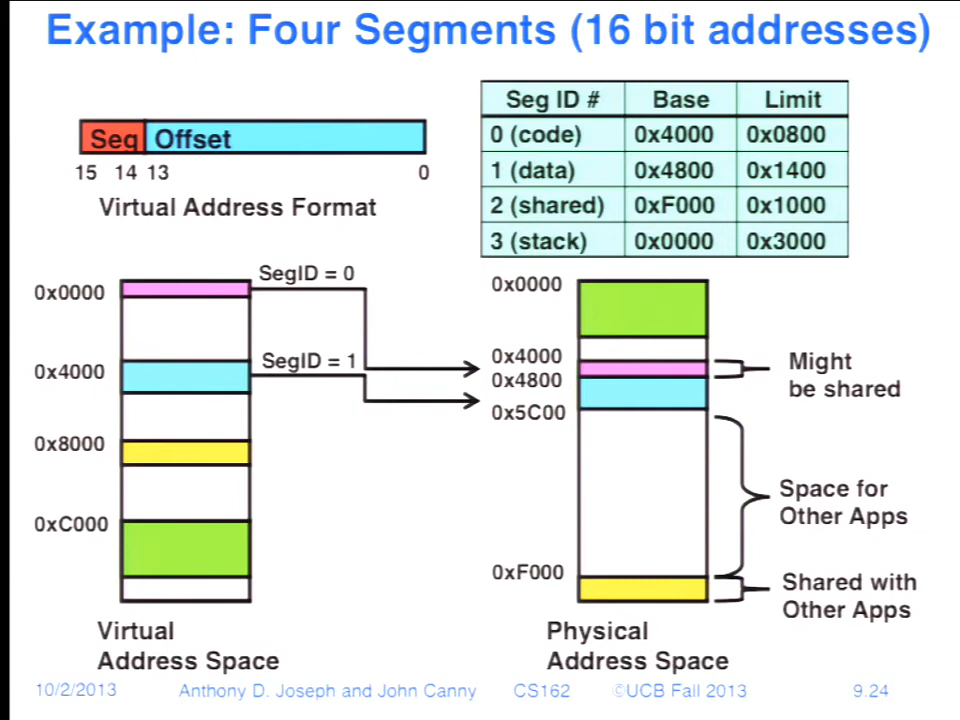 Example: Four Segments (16 bit addresses)
Seg Offset
15 14 13 0
Virtual Address Format
Seg ID # Base Limit
0 (code) 0x4000 0x0800
1 (data) 0x4800 0x1400
2 (shared) 0xF000 0x1000
3 (stack) 0x0000 0x3000
0x0000
SegID = 0
0x4000
SegID = 1
0x8000
0xC000
Virtual
Address Space
0x0000
0x4000
0x4800
0x5C00
0xF000
Might
be shared
Space for
Other Apps
Shared with
Other Apps
Physical
Address Space
10/2/2013 Anthony D. Joseph and John Canny CS162 ©UCB Fall 2013 9.24